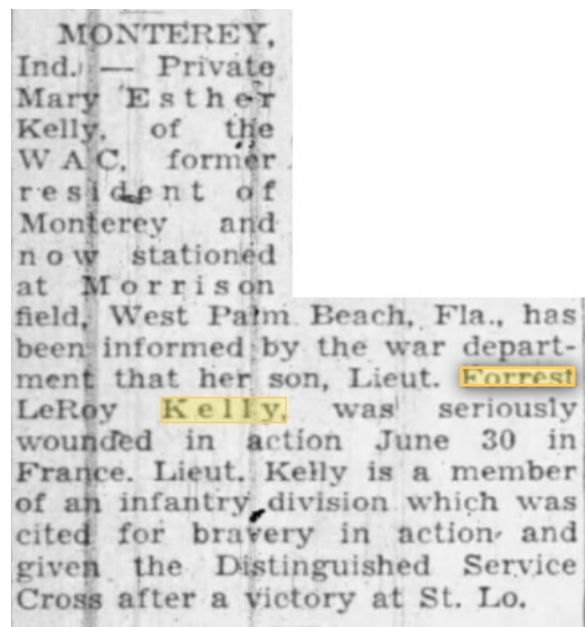 MONTEREY,
Ind. — Private
Mary Esther
Kelly, of the
WAC, former
resident of
Monterey and
now stationed
at Morrison
field, West Palm Beach, Fla., has
been informed by the war depart-
ment that her son, Lieut. Forrest
LeRoy Kelly, was seriously
wounded in action June 30 in
France. Lieut. Kelly is a member
of an infantry division which was
cited for bravery in action and
given the Distinguished Service
Cross after a victory at St. Lo.